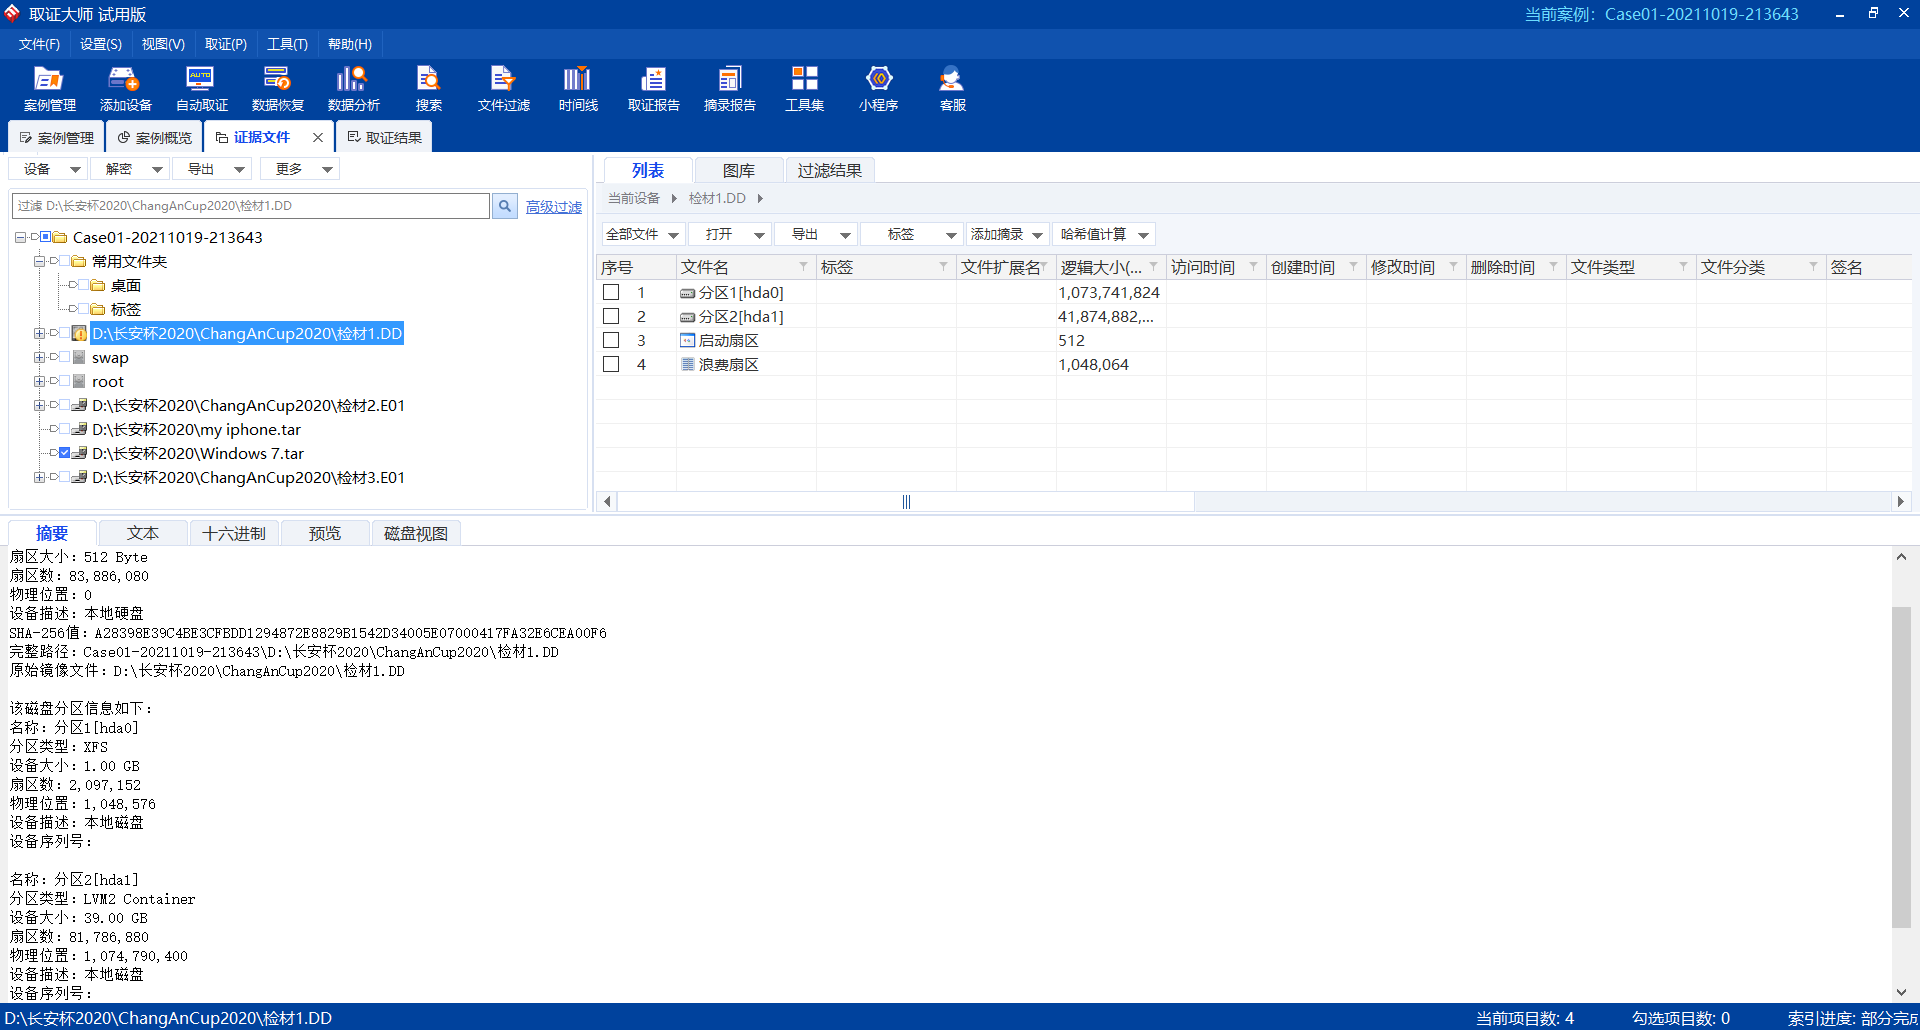 取证大师 试用版
当前案例：Case01-20211019-213643
文件(F) 设置(S) 视图(V) 取证(P) 工具(T) 帮助(H)
案例管理 添加设备 自动取证 数据恢复 数据分析 搜索 文件过滤 时间线 取证报告 摘录报告 工具集 小程序 客服
案例管理 案例概览 证据文件 取证结果
设备 解密 导出 更多
过滤 D:\长安杯2020\ChangAnCup2020\检材1.DD
高级过滤
Case01-20211019-213643
常用文件夹
桌面
标签
D:\长安杯2020\ChangAnCup2020\检材1.DD
swap
root
D:\长安杯2020\ChangAnCup2020\检材2.E01
D:\长安杯2020\my iphone.tar
D:\长安杯2020\Windows 7.tar
D:\长安杯2020\ChangAnCup2020\检材3.E01
列表 图库 过滤结果
当前设备 检材1.DD
全部文件 打开 导出 标签 添加摘录 哈希值计算
序号 文件名 标签 文件扩展名 逻辑大小(... 访问时间 创建时间 修改时间 删除时间 文件类型 文件分类 签名
1 分区1[hda0] 1,073,741,824
2 分区2[hda1] 41,874,882,...
3 启动扇区 512
4 浪费扇区 1,048,064
摘要 文本 十六进制 预览 磁盘视图
扇区大小：512 Byte
扇区数：83,886,080
物理位置：0
设备描述：本地硬盘
SHA-256值：A28398E39C4BE3CFBDD1294872E8829B1542D34005E07000417FA32E6CEA00F6
完整路径：Case01-20211019-213643\D:\长安杯2020\ChangAnCup2020\检材1.DD
原始镜像文件：D:\长安杯2020\ChangAnCup2020\检材1.DD
该磁盘分区信息如下：
名称：分区1[hda0]
分区类型：XFS
设备大小：1.00 GB
扇区数：2,097,152
物理位置：1,048,576
设备描述：本地磁盘
设备序列号：
名称：分区2[hda1]
分区类型：LVM2 Container
设备大小：39.00 GB
扇区数：81,786,880
物理位置：1,074,790,400
设备描述：本地磁盘
设备序列号：
D:\长安杯2020\ChangAnCup2020\检材1.DD
当前项目数: 4 勾选项目数: 0 索引进度: 部分完成